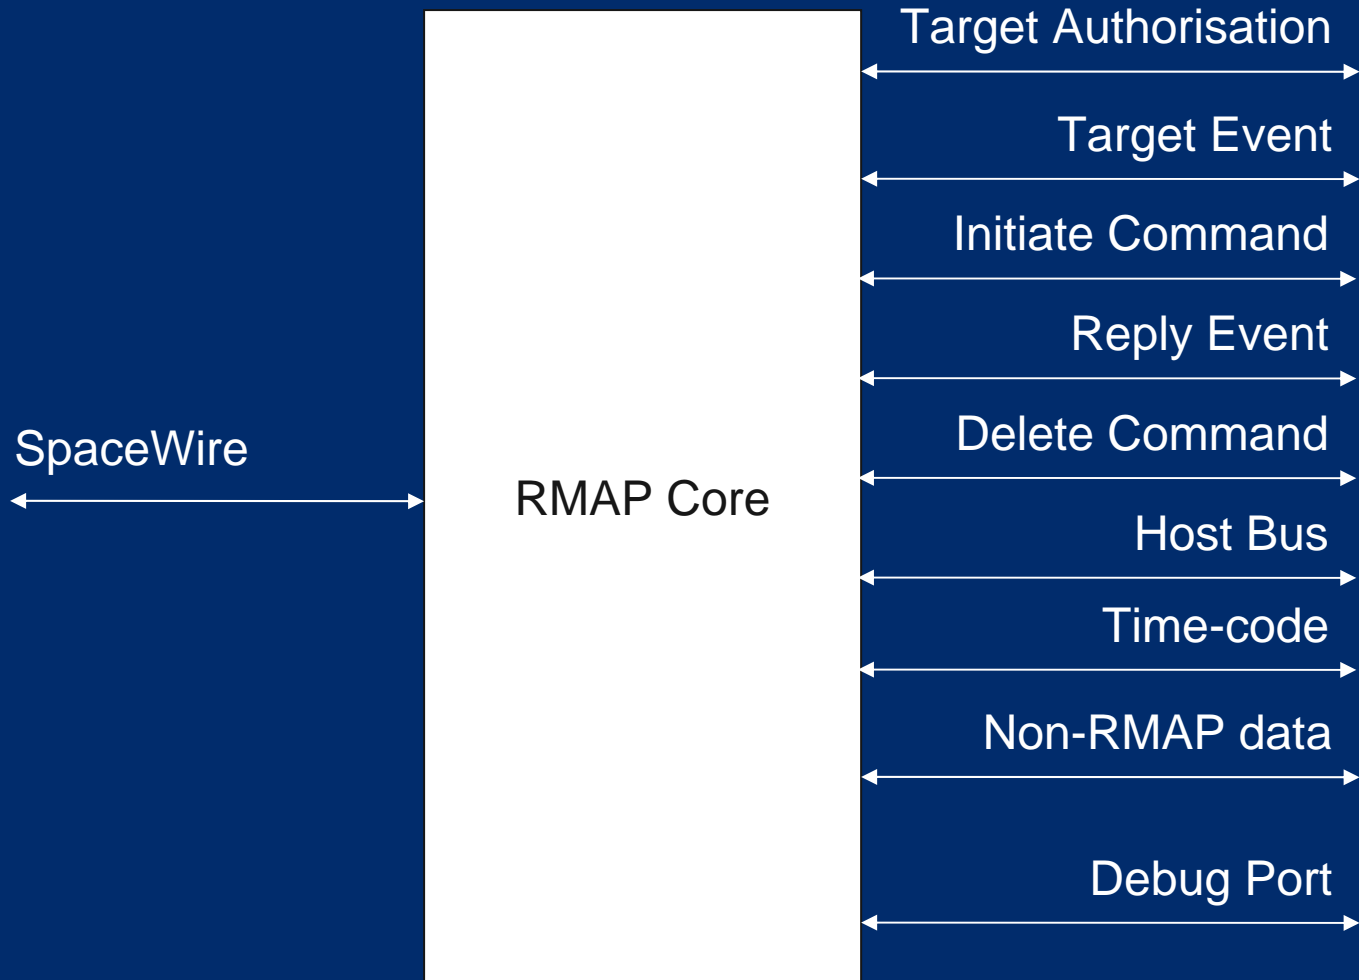 Target Authorisation
Target Event
Initiate Command
Reply Event
Delete Command
SpaceWire
RMAP Core
Host Bus
Time-code
Non-RMAP data
Debug Port